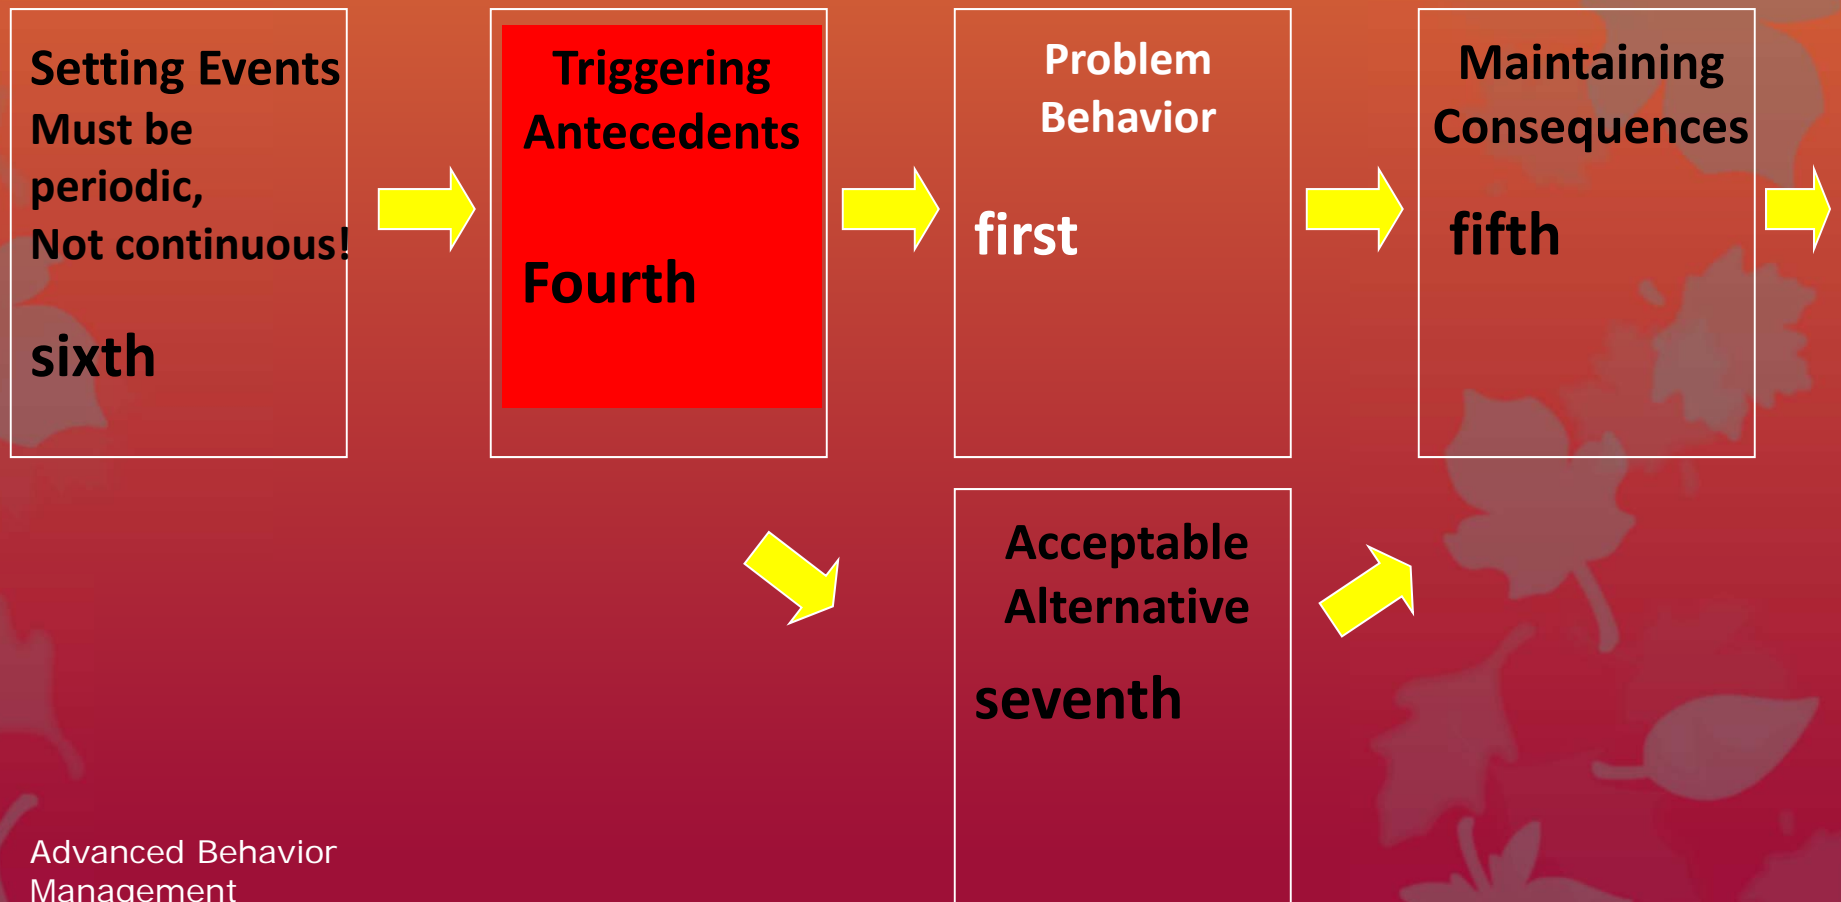 Setting Events
Must be
periodic,
Not continuous!
sixth
Triggering
Antecedents
Fourth
Problem
Behavior
first
Maintaining
Consequences
fifth
Acceptable
Alternative
seventh
Advanced Behavior
Management